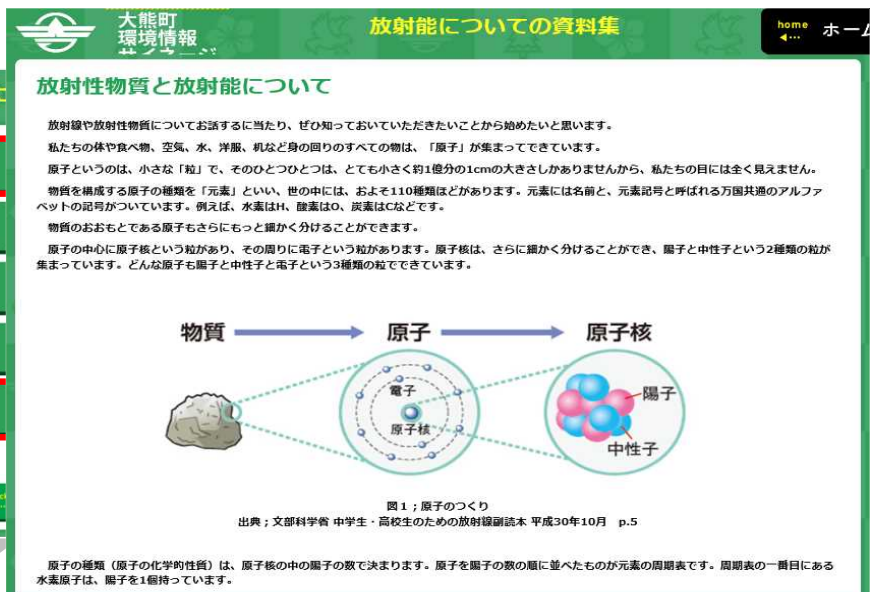 大熊町
環境情報
サイネージ
放射能についての資料集
home
ホーム
放射性物質と放射能について
放射線や放射性物質についてお話するに当たり、ぜひ知っておいていただきたいことから始めたいと思います。
私たちの体や食べ物、空気、水、洋服、机など身の回りのすべての物は、「原子」が集まってできています。
原子というのは、小さな「粒」で、そのひとつひとつは、とても小さく約1億分の1cmの大きさしかありませんから、私たちの目には全く見えません。
物質を構成する原子の種類を「元素」といい、世の中には、およそ110種類ほどがあります。元素には名前と、元素記号と呼ばれる万国共通のアルファ
ベットの記号がついています。例えば、水素はH、酸素はO、炭素はCなどです。
物質のおおもとである原子もさらにもっと細かく分けることができます。
原子の中心に原子核という粒があり、その周りに電子という粒があります。原子核は、さらに細かく分けることができ、陽子と中性子という2種類の粒が
集まっています。どんな原子も陽子と中性子と電子という3種類の粒でできています。
物質 原子 原子核
電子
原子核
陽子
中性子
図1；原子のつくり
出典；文部科学省 中学生・高校生のための放射線副読本 平成30年10月 p.5
原子の種類（原子の化学的性質）は、原子核の中の陽子の数で決まります。原子を陽子の数の順に並べたものが元素の周期表です。周期表の一番目にある
水素原子は、陽子を1個持っています。